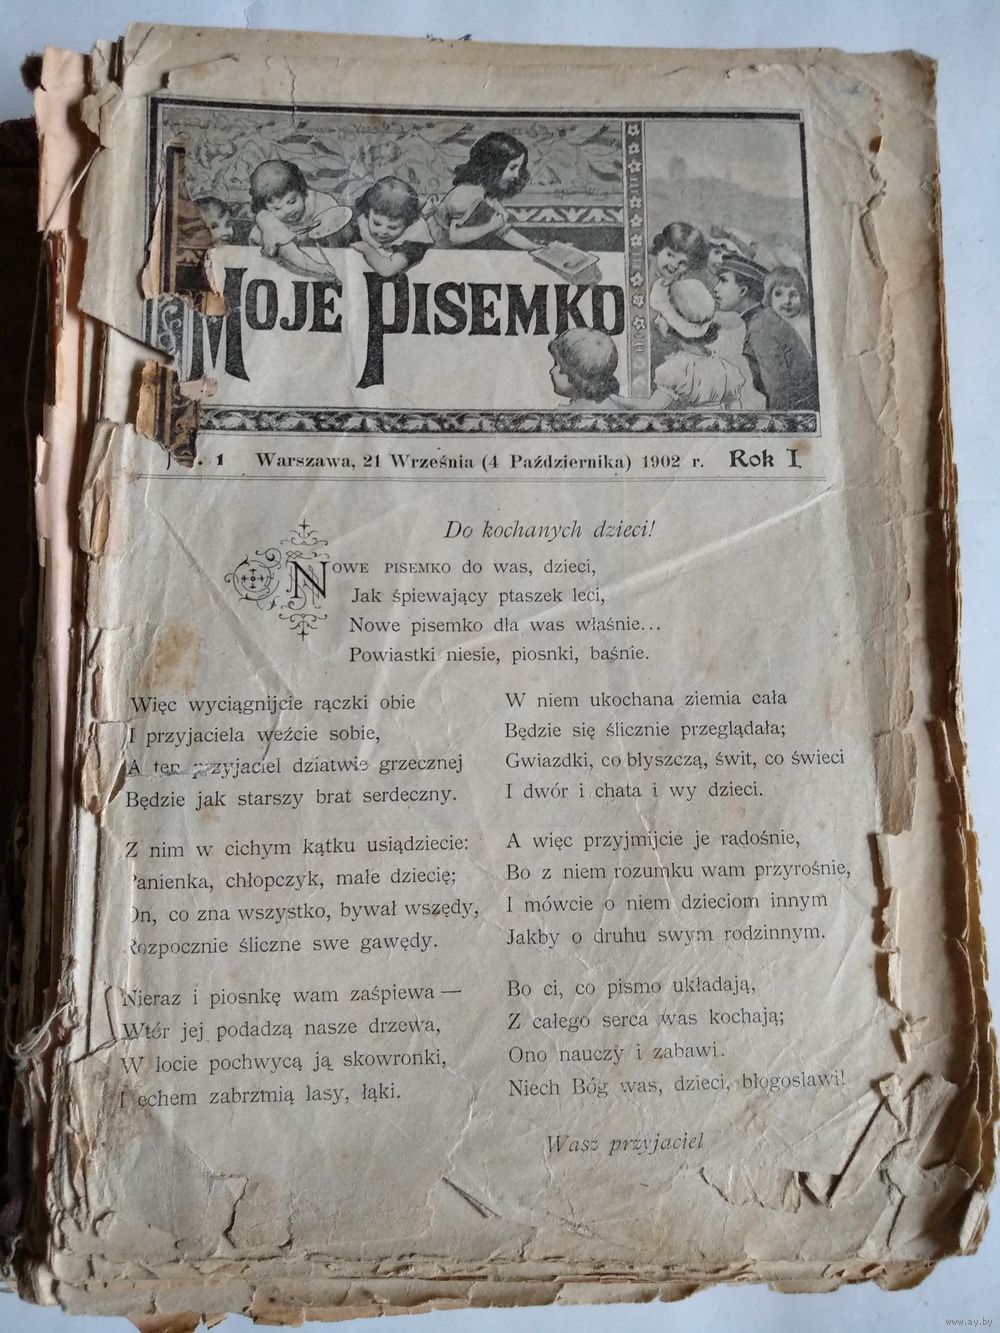 MOJE PISEMKO
1 Warszawa, 21 Września (4 Października) 1902 r. Rok I
Do kochanych dzieci!
NOWE PISEMKO do was, dzieci,
Jak śpiewający ptaszek leci,
Nowe pisemko dla was właśnie...
Powiastki niesie, piosnki, baśnie.
Więc wyciągnijcie rączki obie
I przyjaciela weźcie sobie,
A ten przyjaciel dziatwie grzecznej
Będzie jak starszy brat serdeczny.
Z nim w cichym kątku usiądziecie:
Panienka, chłopczyk, małe dziecię;
On, co zna wszystko, bywał wszędy,
Rozpocznie śliczne swe gawędy.
Nieraz i piosnkę wam zaśpiewa —
Wtór jej podadzą nasze drzewa,
W locie pochwycą ją skowronki,
I echem zabrzmią lasy, łąki.
W niem ukochana ziemia cała
Będzie się ślicznie przeglądała;
Gwiazdki, co błyszczą, świt, co świeci
I dwór i chata i wy dzieci.
A więc przyjmijcie je radośnie,
Bo z niem rozumku wam przyrośnie,
I mówcie o niem dzieciom innym
Jakby o druhu swym rodzinnym.
Bo ci, co pismo układają,
Z całego serca was kochają;
Ono nauczy i zabawi.
Niech Bóg was, dzieci, błogosławi!
Wasz przyjaciel
www.ay.by